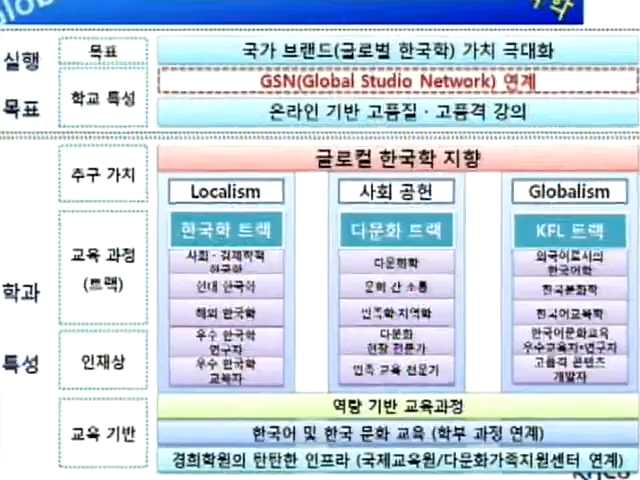 실행
목표
목표
국가 브랜드(글로벌 한국학) 가치 극대화
학교 특성
GSN(Global Studio Network) 연계
온라인 기반 고품질 · 고품격 강의
학과
특성
추구 가치
글로컬 한국학 지향
Localism
사회 공헌
Globalism
교육 과정
(트랙)
한국학 트랙
다문화 트랙
KFL 트랙
사회 · 경제학적
한국학
다문화학
외국어로서의
한국어학
현대 한국학
문화 간 소통
한국문화학
해외 한국학
민족학 지역학
한국어교육학
인재상
우수 한국학
연구자
다문화
현장 전문가
한국어문화교육
우수교육자·연구자
우수 한국학
교육자
민족 교육 전문가
고품격 콘텐츠
개발자
교육 기반
역량 기반 교육과정
한국어 및 한국 문화 교육 (학부 과정 연계)
경희학원의 탄탄한 인프라 (국제교육원/다문화가족지원센터 연계)